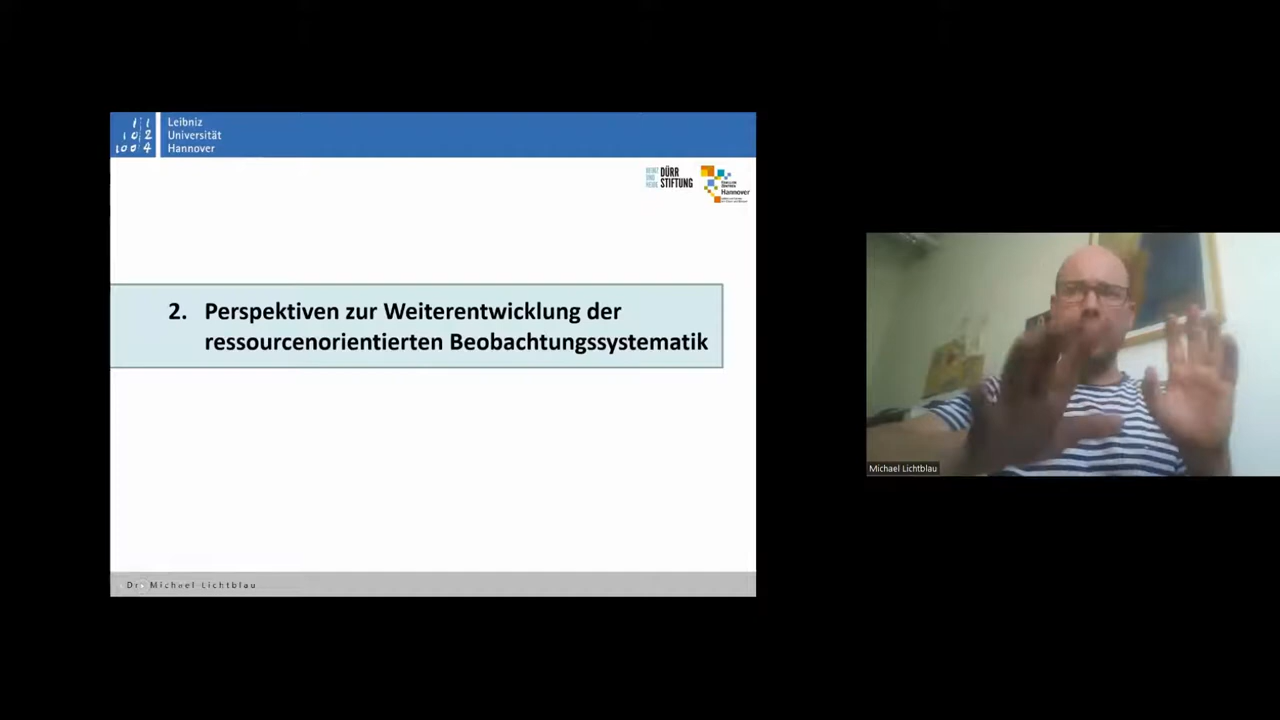 Leibniz
Universität
Hannover
DÜRR
STIFTUNG
Hannover
2. Perspektiven zur Weiterentwicklung der
ressourcenorientierten Beobachtungssystematik
Michael Lichtblau
Dr. Michael Lichtblau